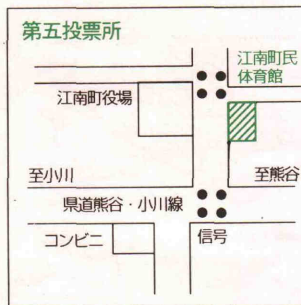 第五投票所
江南町民
体育館
江南町役場
至小川
至熊谷
県道熊谷・小川線
コンビニ
信号